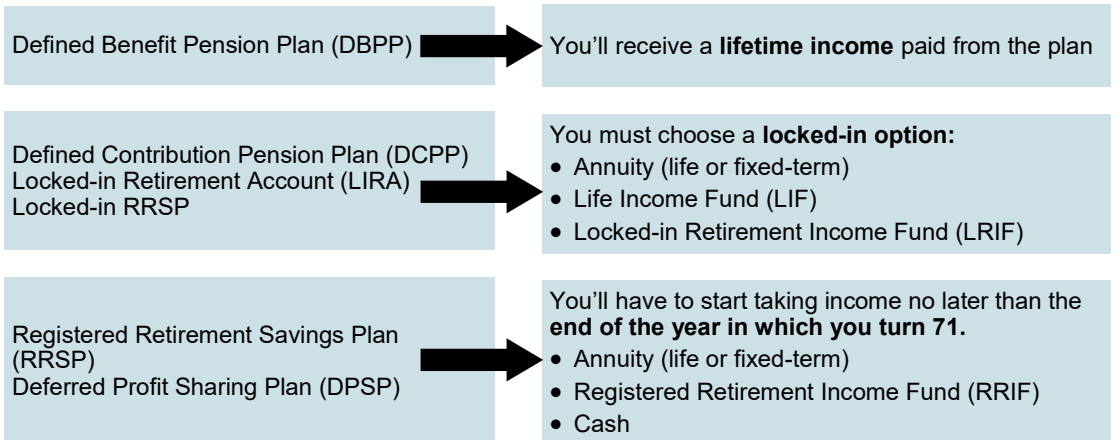 Defined Benefit Pension Plan (DBPP)
You'll receive a lifetime income paid from the plan
Defined Contribution Pension Plan (DCPP)
Locked-in Retirement Account (LIRA)
Locked-in RRSP
You must choose a locked-in option:
• Annuity (life or fixed-term)
• Life Income Fund (LIF)
• Locked-in Retirement Income Fund (LRIF)
Registered Retirement Savings Plan
(RRSP)
Deferred Profit Sharing Plan (DPSP)
You'll have to start taking income no later than the
end of the year in which you turn 71.
• Annuity (life or fixed-term)
• Registered Retirement Income Fund (RRIF)
• Cash